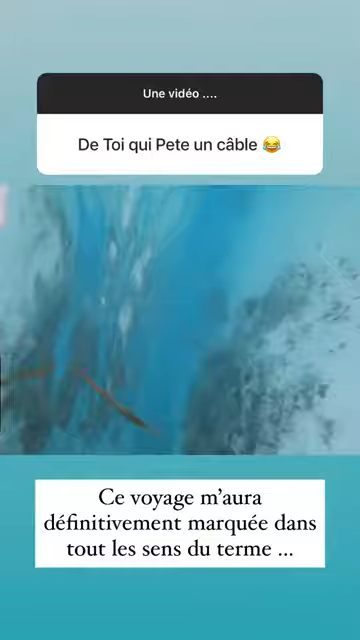 Une vidéo ....
De Toi qui Pete un câble 😂
Ce voyage m’aura
définitivement marquée dans
tout les sens du terme ...